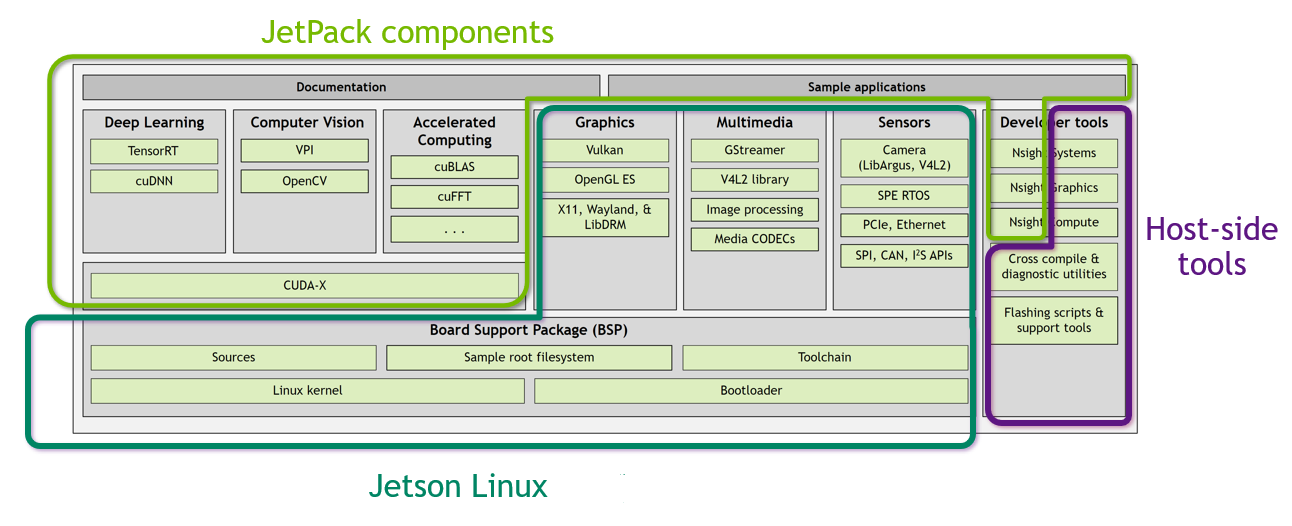 JetPack components
Documentation
Sample applications
Deep Learning
TensorRT
cuDNN
Computer Vision
VPI
OpenCV
Accelerated
Computing
cuBLAS
cuFFT
. . .
CUDA-X
Graphics
Vulkan
OpenGL ES
X11, Wayland, &
LibDRM
Multimedia
GStreamer
V4L2 library
Image processing
Media CODECs
Sensors
Camera
(LibArgus, V4L2)
SPE RTOS
PCIe, Ethernet
SPI, CAN, I²S APIs
Developer tools
Nsight Systems
Nsight Graphics
Nsight Compute
Cross compile &
diagnostic utilities
Flashing scripts &
support tools
Host-side
tools
Board Support Package (BSP)
Sources
Sample root filesystem
Toolchain
Linux kernel
Bootloader
Jetson Linux